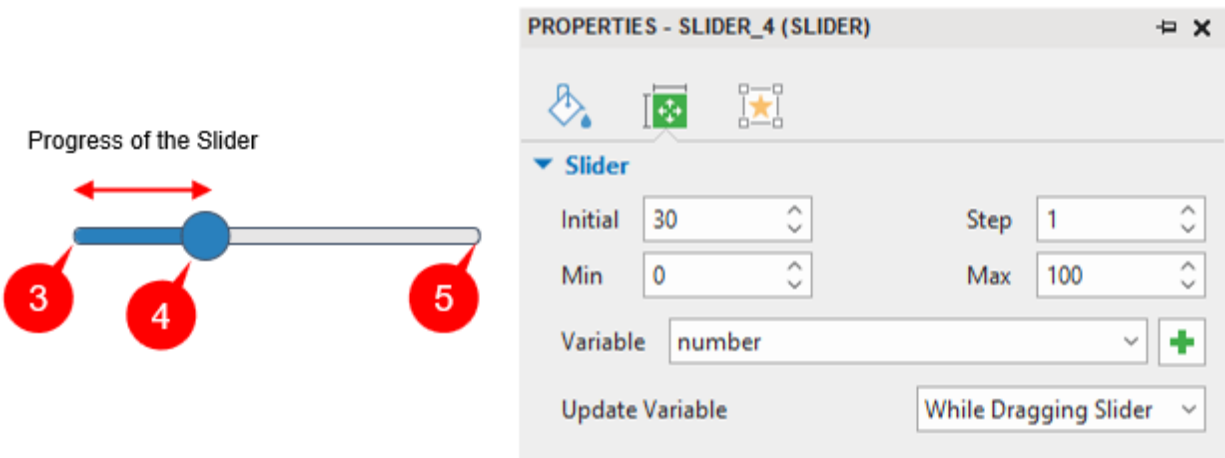 PROPERTIES - SLIDER_4 (SLIDER)
Progress of the Slider
3
4
5
Slider
Initial 30 Step 1
Min 0 Max 100
Variable number
Update Variable While Dragging Slider